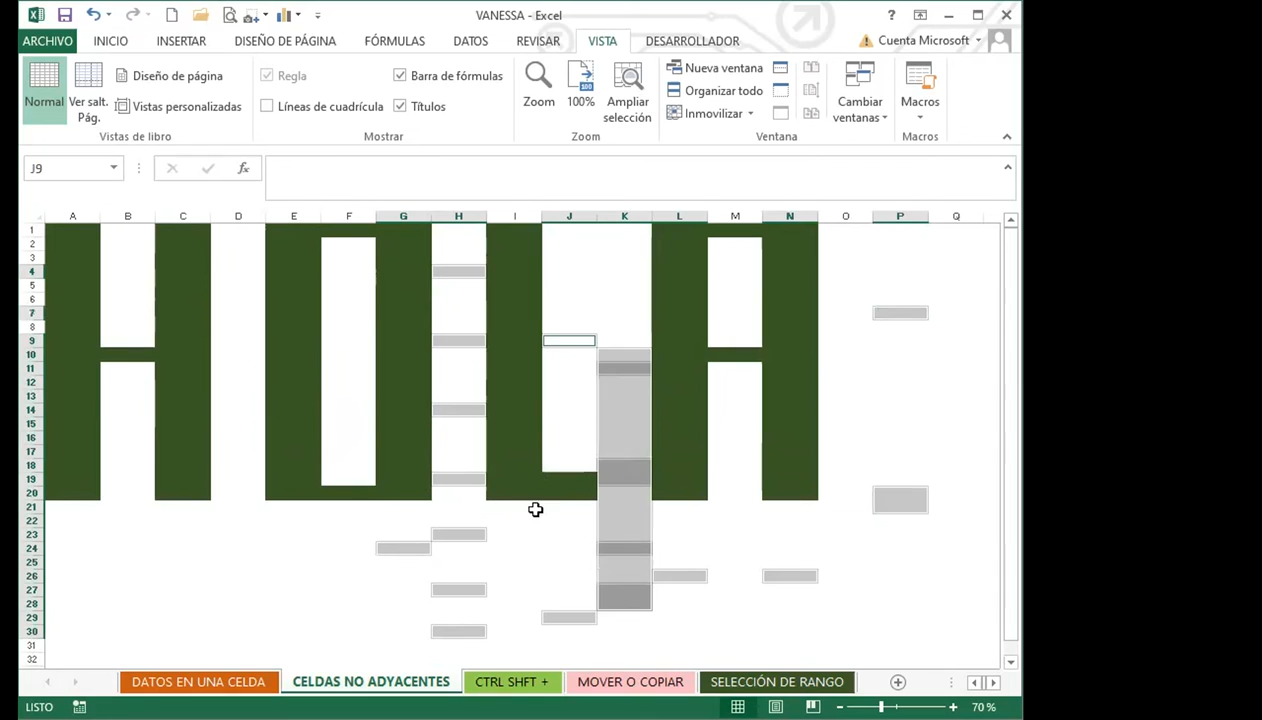 VANESSA - Excel
ARCHIVO INICIO INSERTAR DISEÑO DE PÁGINA FÓRMULAS DATOS REVISAR VISTA DESARROLLADOR Cuenta Microsoft
Normal Ver salt. Pág. Diseño de página Vistas personalizadas
Regla Barra de fórmulas
Líneas de cuadrícula Títulos
Zoom 100% Ampliar selección
Nueva ventana
Organizar todo
Inmovilizar
Cambiar ventanas Macros
Vistas de libro Mostrar Zoom Ventana Macros
J9 fx
A B C D E F G H I J K L M N O P Q
1
2
3
4
5
6
7
8
9
10
11
12
13
14
15
16
17
18
19
20
21
22
23
24
25
26
27
28
29
30
31
32
HOLA
DATOS EN UNA CELDA CELDAS NO ADYACENTES CTRL SHFT + MOVER O COPIAR SELECCIÓN DE RANGO
LISTO 70 %